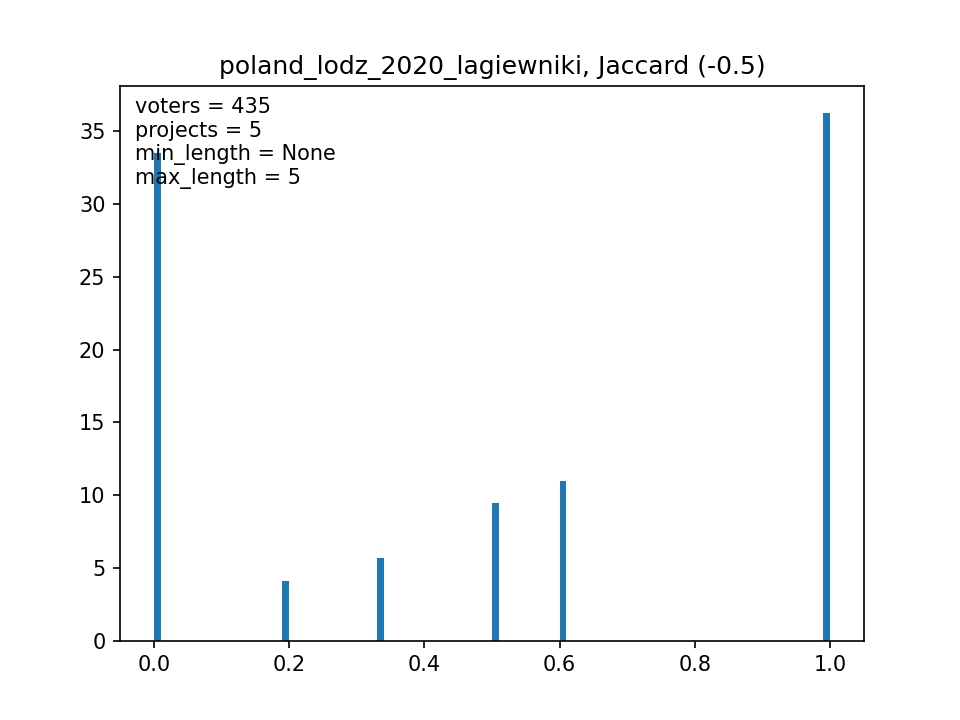 poland_lodz_2020_lagiewniki, Jaccard (-0.5)
voters = 435
projects = 5
min_length = None
max_length = 5
35
30
25
20
15
10
5
0
0.0 0.2 0.4 0.6 0.8 1.0